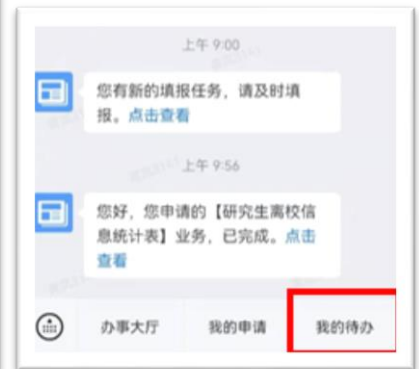 上午 9:00
您有新的填报任务，请及时填
报。点击查看
上午 9:56
您好，您申请的【研究生离校信
息统计表】业务，已完成。点击
查看
办事大厅 我的申请 我的待办